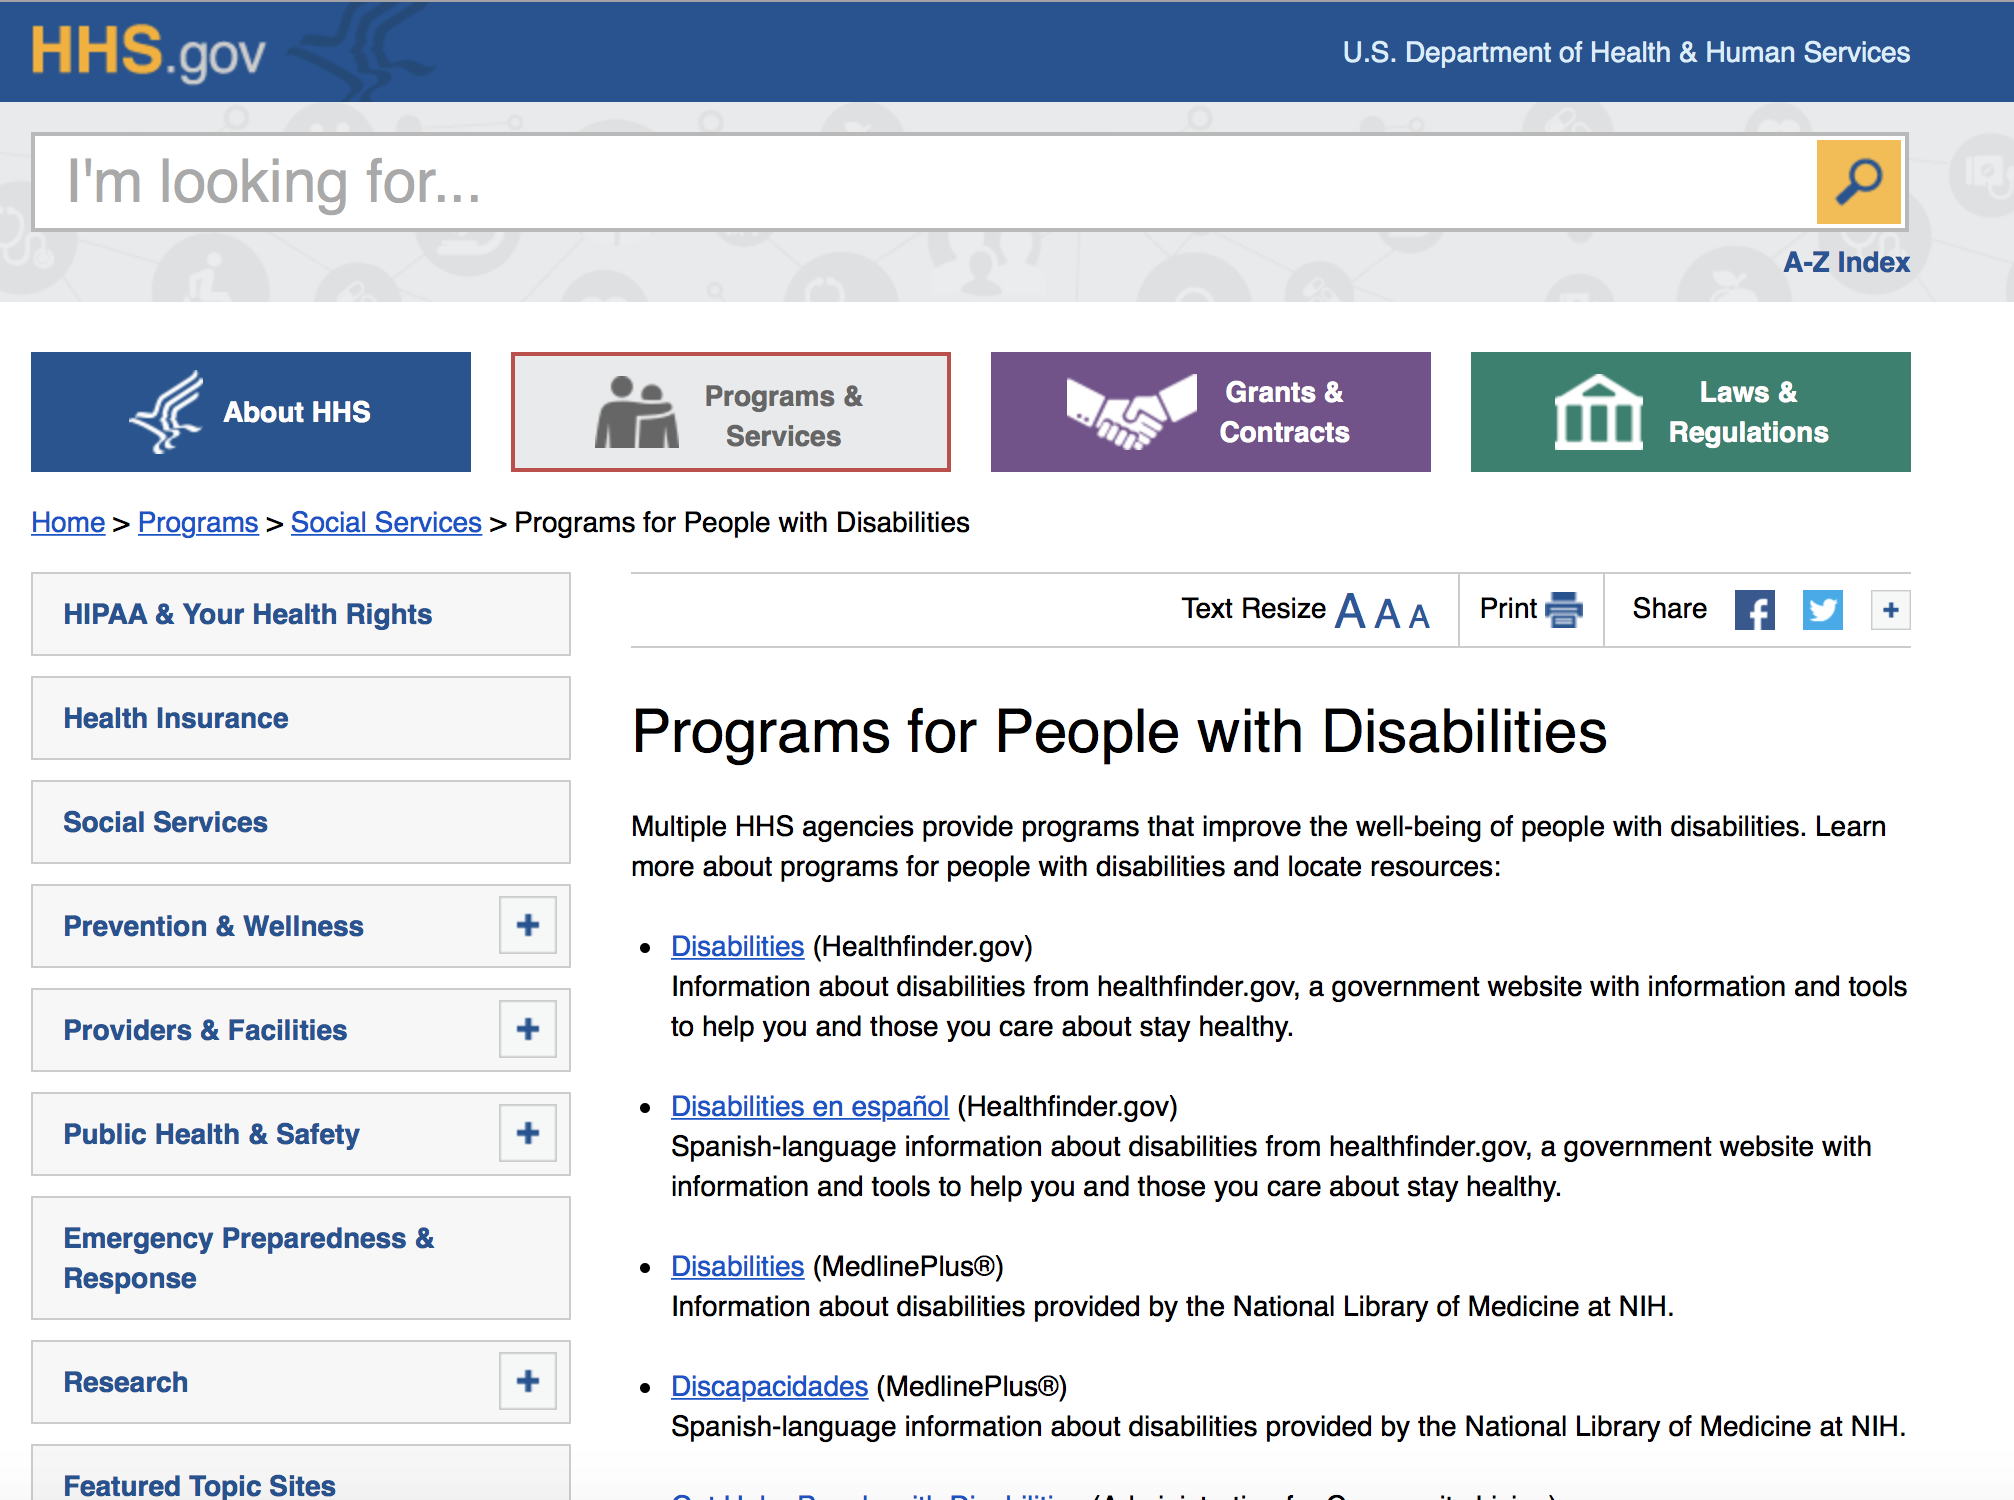 HHS.gov
U.S. Department of Health & Human Services
I'm looking for...
A-Z Index
About HHS
Programs &
Services
Grants &
Contracts
Laws &
Regulations
Home > Programs > Social Services > Programs for People with Disabilities
HIPAA & Your Health Rights
Health Insurance
Social Services
Prevention & Wellness
Providers & Facilities
Public Health & Safety
Emergency Preparedness &
Response
Research
Featured Topic Sites
Text Resize A A A
Print
Share
Programs for People with Disabilities
Multiple HHS agencies provide programs that improve the well-being of people with disabilities. Learn
more about programs for people with disabilities and locate resources:
Disabilities (Healthfinder.gov)
Information about disabilities from healthfinder.gov, a government website with information and tools
to help you and those you care about stay healthy.
Disabilities en español (Healthfinder.gov)
Spanish-language information about disabilities from healthfinder.gov, a government website with
information and tools to help you and those you care about stay healthy.
Disabilities (MedlinePlus®)
Information about disabilities provided by the National Library of Medicine at NIH.
Discapacidades (MedlinePlus®)
Spanish-language information about disabilities provided by the National Library of Medicine at NIH.